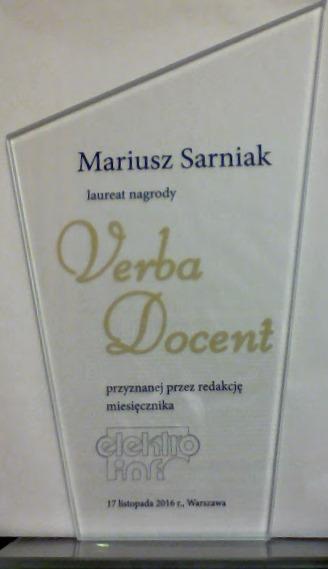 Mariusz Sarniak
laureat nagrody
Verba
Docent
przyznanej przez redakcję
miesięcznika
elektro
info
17 listopada 2016 r., Warszawa